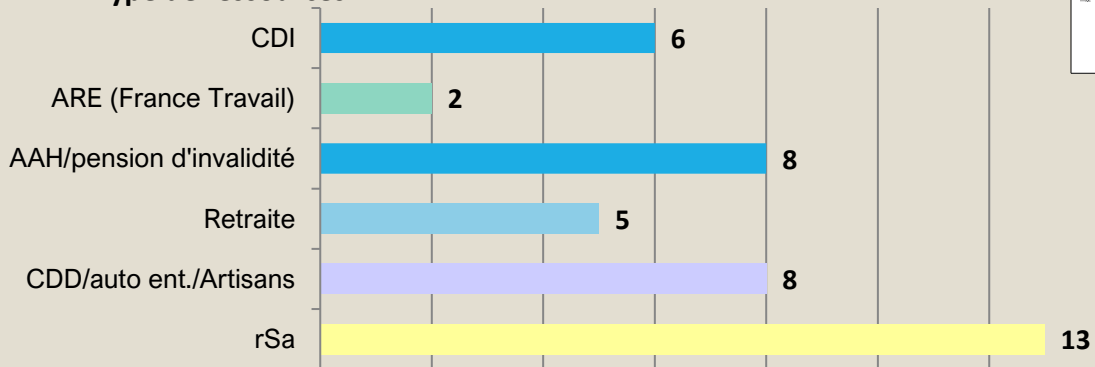 CDI 6
ARE (France Travail) 2
AAH/pension d'invalidité 8
Retraite 5
CDD/auto ent./Artisans 8
rSa 13